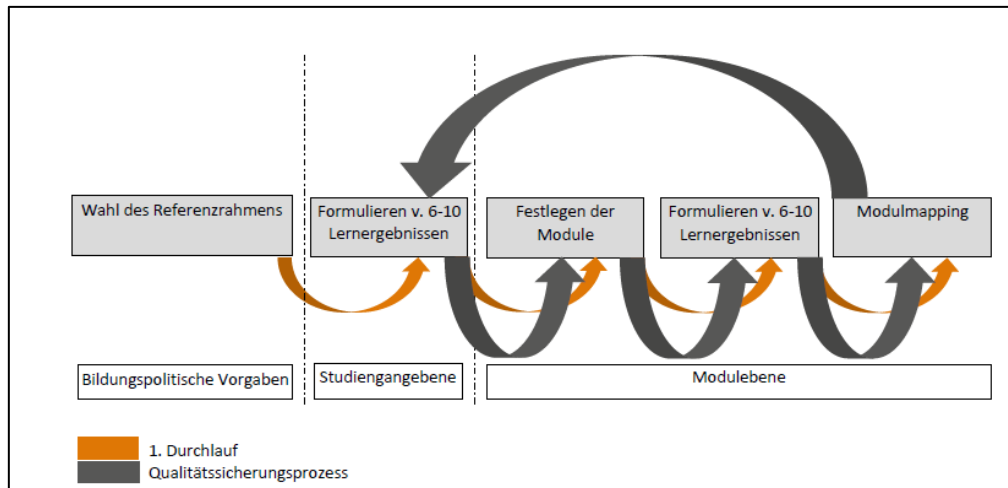 Wahl des Referenzrahmens
Formulieren v. 6-10
Lernergebnissen
Festlegen der
Module
Formulieren v. 6-10
Lernergebnissen
Modulmapping
Bildungspolitische Vorgaben
Studiengangebene
Modulebene
1. Durchlauf
Qualitätssicherungsprozess